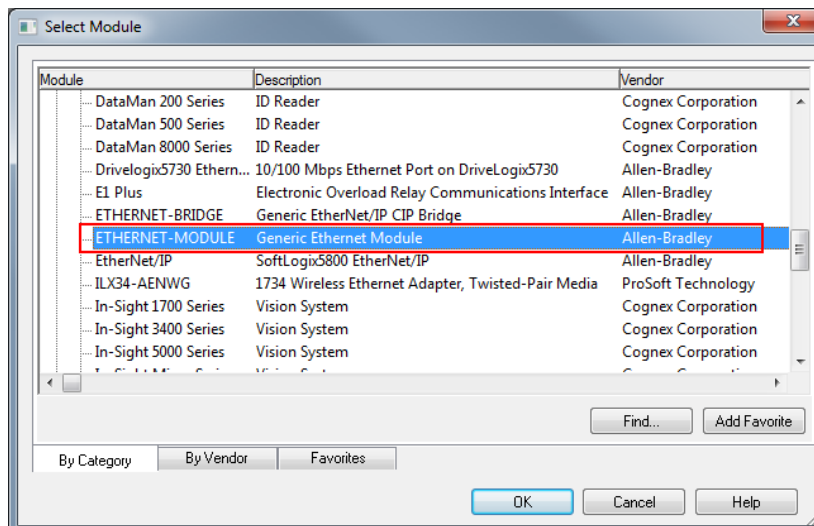 Select Module
Module Description Vendor
DataMan 200 Series ID Reader Cognex Corporation
DataMan 500 Series ID Reader Cognex Corporation
DataMan 8000 Series ID Reader Cognex Corporation
Drivelogix5730 Ethern... 10/100 Mbps Ethernet Port on DriveLogix5730 Allen-Bradley
E1 Plus Electronic Overload Relay Communications Interface Allen-Bradley
ETHERNET-BRIDGE Generic EtherNet/IP CIP Bridge Allen-Bradley
ETHERNET-MODULE Generic Ethernet Module Allen-Bradley
EtherNet/IP SoftLogix5800 EtherNet/IP Allen-Bradley
ILX34-AENWG 1734 Wireless Ethernet Adapter, Twisted-Pair Media ProSoft Technology
In-Sight 1700 Series Vision System Cognex Corporation
In-Sight 3400 Series Vision System Cognex Corporation
In-Sight 5000 Series Vision System Cognex Corporation
Find... Add Favorite
By Category By Vendor Favorites
OK Cancel Help